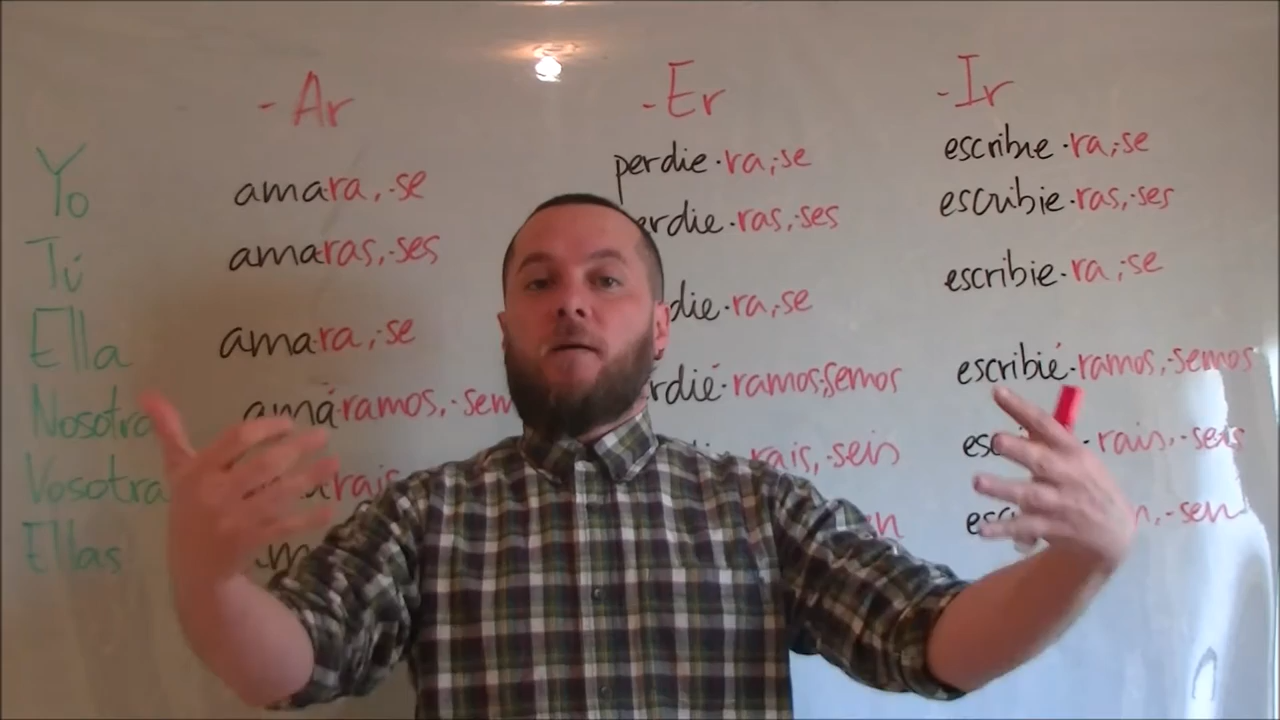 -Ar -Er -Ir
Yo amara,-se perdie·ra,-se escribie·ra,-se
Tú amaras,-ses erdie·ras,-ses escribie·ras,-ses
Ella ama·ra,-se die·ra,-se escribie·ra,-se
Nosotra amá·ramos,-sem rdié·ramos,-semos escribié·ramos,-semos
Vosotra rais rais,-seis rais,-seis
Ellas en n,-sen